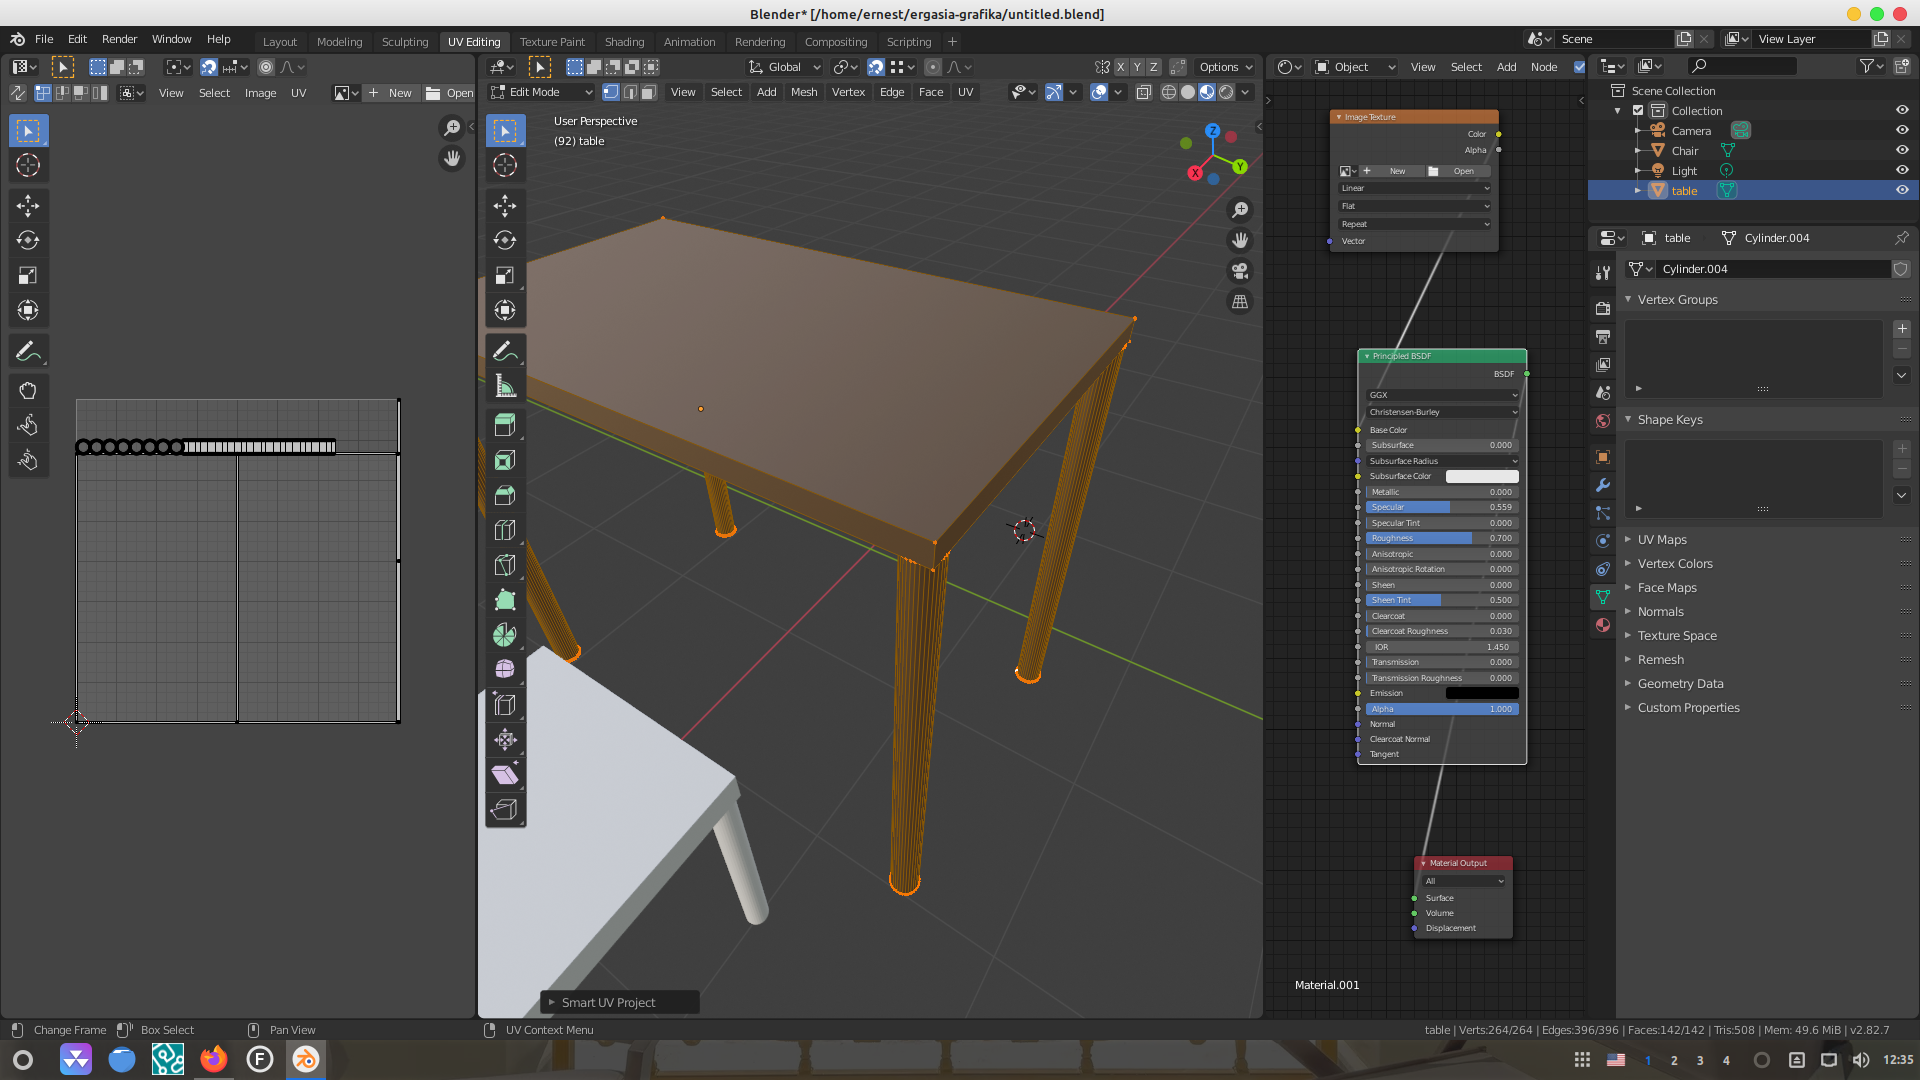 Blender* [/home/ernest/ergasia-grafika/untitled.blend]
File Edit Render Window Help
Layout Modeling Sculpting UV Editing Texture Paint Shading Animation Rendering Compositing Scripting +
Scene
View Layer
Global
X Y Z
Options
Object View Select Add Node
View Select Image UV
+ New Open
Edit Mode
View Select Add Mesh Vertex Edge Face UV
User Perspective
(92) table
Z
Y
X
Smart UV Project
Image Texture
Color
Alpha
+ New Open
Linear
Flat
Repeat
Vector
Principled BSDF
BSDF
GGX
Christensen-Burley
Base Color
Subsurface 0.000
Subsurface Radius
Subsurface Color
Metallic 0.000
Specular 0.559
Specular Tint 0.000
Roughness 0.700
Anisotropic 0.000
Anisotropic Rotation 0.000
Sheen 0.000
Sheen Tint 0.500
Clearcoat 0.000
Clearcoat Roughness 0.030
IOR 1.450
Transmission 0.000
Transmission Roughness 0.000
Emission
Alpha 1.000
Normal
Clearcoat Normal
Tangent
Material Output
All
Surface
Volume
Displacement
Material.001
Scene Collection
Collection
Camera
Chair
Light
table
table Cylinder.004
Cylinder.004
Vertex Groups
Shape Keys
UV Maps
Vertex Colors
Face Maps
Normals
Texture Space
Remesh
Geometry Data
Custom Properties
Change Frame Box Select Pan View UV Context Menu
table | Verts:264/264 | Edges:396/396 | Faces:142/142 | Tris:508 | Mem: 49.6 MiB | v2.82.7
F
1 2 3 4
12:35